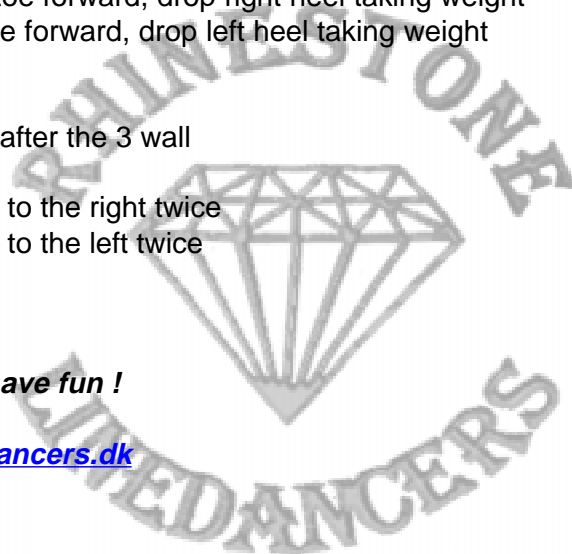 toe forward, drop right heel taking weight
e forward, drop left heel taking weight
after the 3 wall
to the right twice
to the left twice
ave fun !
ancers.dk
RHINESTONE
LINEDANCERS